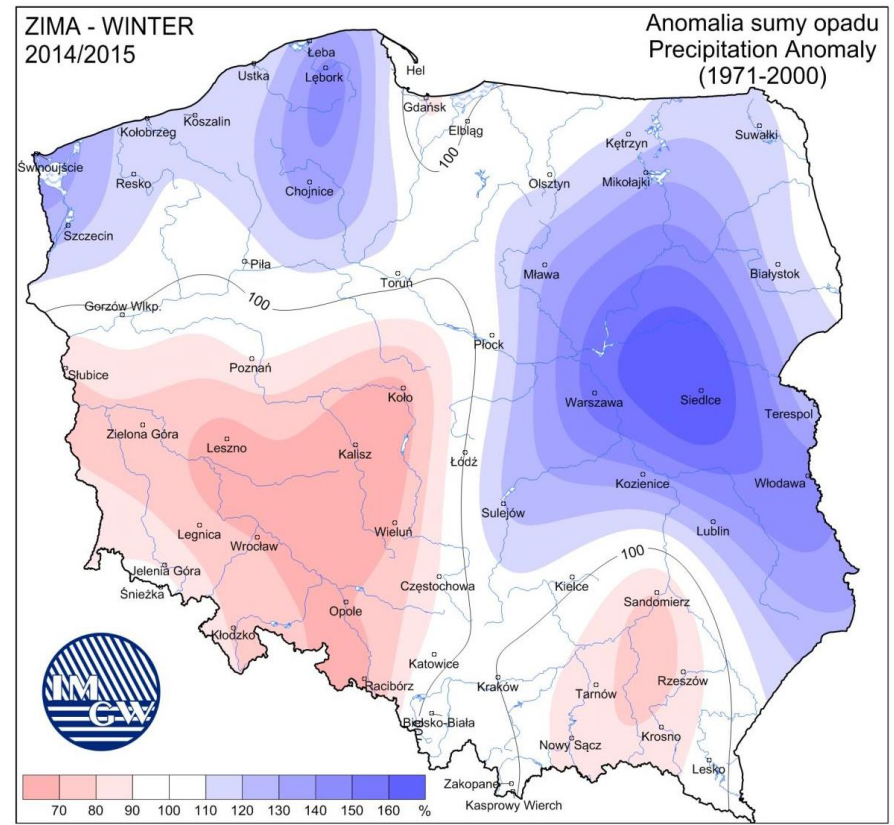 ZIMA - WINTER
2014/2015
Anomalia sumy opadu
Precipitation Anomaly
(1971-2000)
Łeba
Ustka
Lębork
Hel
Gdańsk
Koszalin
Kołobrzeg
Elbląg
100
Suwałki
Kętrzyn
Świnoujście
Resko
Chojnice
Olsztyn
Mikołajki
Szczecin
Piła
Toruń
Mława
Białystok
Gorzów Wlkp.
100
Płock
Słubice
Poznań
Koło
Warszawa
Siedlce
Terespol
Zielona Góra
Leszno
Kalisz
Łódź
Kozienice
Włodawa
Sulejów
Legnica
Wrocław
Wieluń
Lublin
100
Jelenia Góra
Śnieżka
Częstochowa
Kielce
Sandomierz
Opole
Kłodzko
Katowice
Racibórz
Kraków
Tarnów
Rzeszów
Bielsko-Biała
Nowy Sącz
Krosno
Lesko
Zakopane
Kasprowy Wierch
IM
GW
70 80 90 100 110 120 130 140 150 160 %